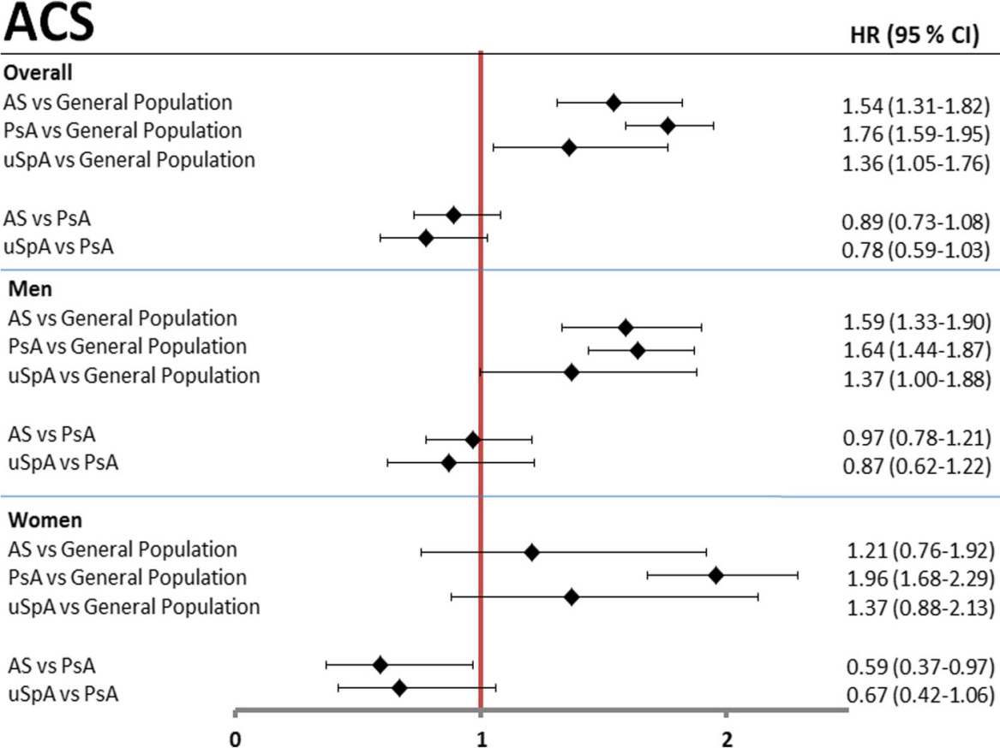 ACS
HR (95 % CI)
Overall
AS vs General Population 1.54 (1.31-1.82)
PsA vs General Population 1.76 (1.59-1.95)
uSpA vs General Population 1.36 (1.05-1.76)
AS vs PsA 0.89 (0.73-1.08)
uSpA vs PsA 0.78 (0.59-1.03)
Men
AS vs General Population 1.59 (1.33-1.90)
PsA vs General Population 1.64 (1.44-1.87)
uSpA vs General Population 1.37 (1.00-1.88)
AS vs PsA 0.97 (0.78-1.21)
uSpA vs PsA 0.87 (0.62-1.22)
Women
AS vs General Population 1.21 (0.76-1.92)
PsA vs General Population 1.96 (1.68-2.29)
uSpA vs General Population 1.37 (0.88-2.13)
AS vs PsA 0.59 (0.37-0.97)
uSpA vs PsA 0.67 (0.42-1.06)
0 1 2